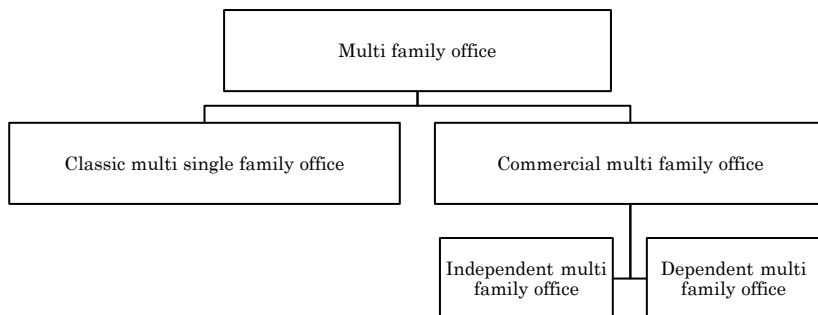 Multi family office
Classic multi single family office
Commercial multi family office
Independent multi
family office
Dependent multi
family office